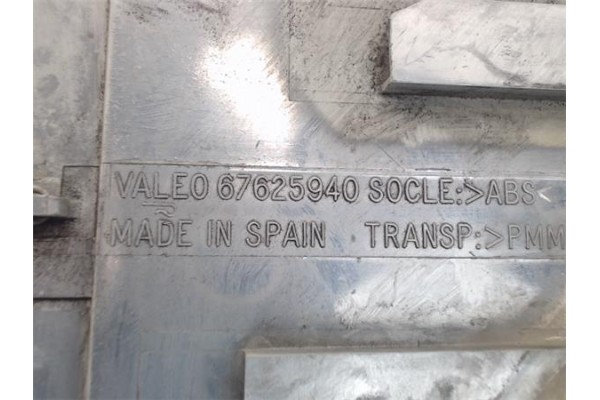 VALEO 67625940 SOCLE:>ABS<
MADE IN SPAIN TRANSP:>PMM